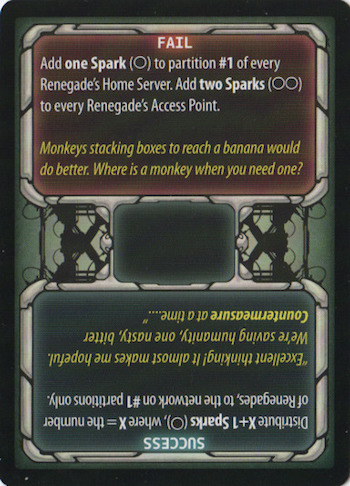 FAIL
Add one Spark (○) to partition #1 of every
Renegade's Home Server. Add two Sparks (○○)
to every Renegade's Access Point.
Monkeys stacking boxes to reach a banana would
do better. Where is a monkey when you need one?
SUCCESS
Distribute X+1 Sparks (○), where X = the number
of Renegades, to the network on #1 partitions only.
"Excellent thinking! It almost makes me hopeful.
We're saving humanity, one nasty, bitter
Countermeasure at a time...."